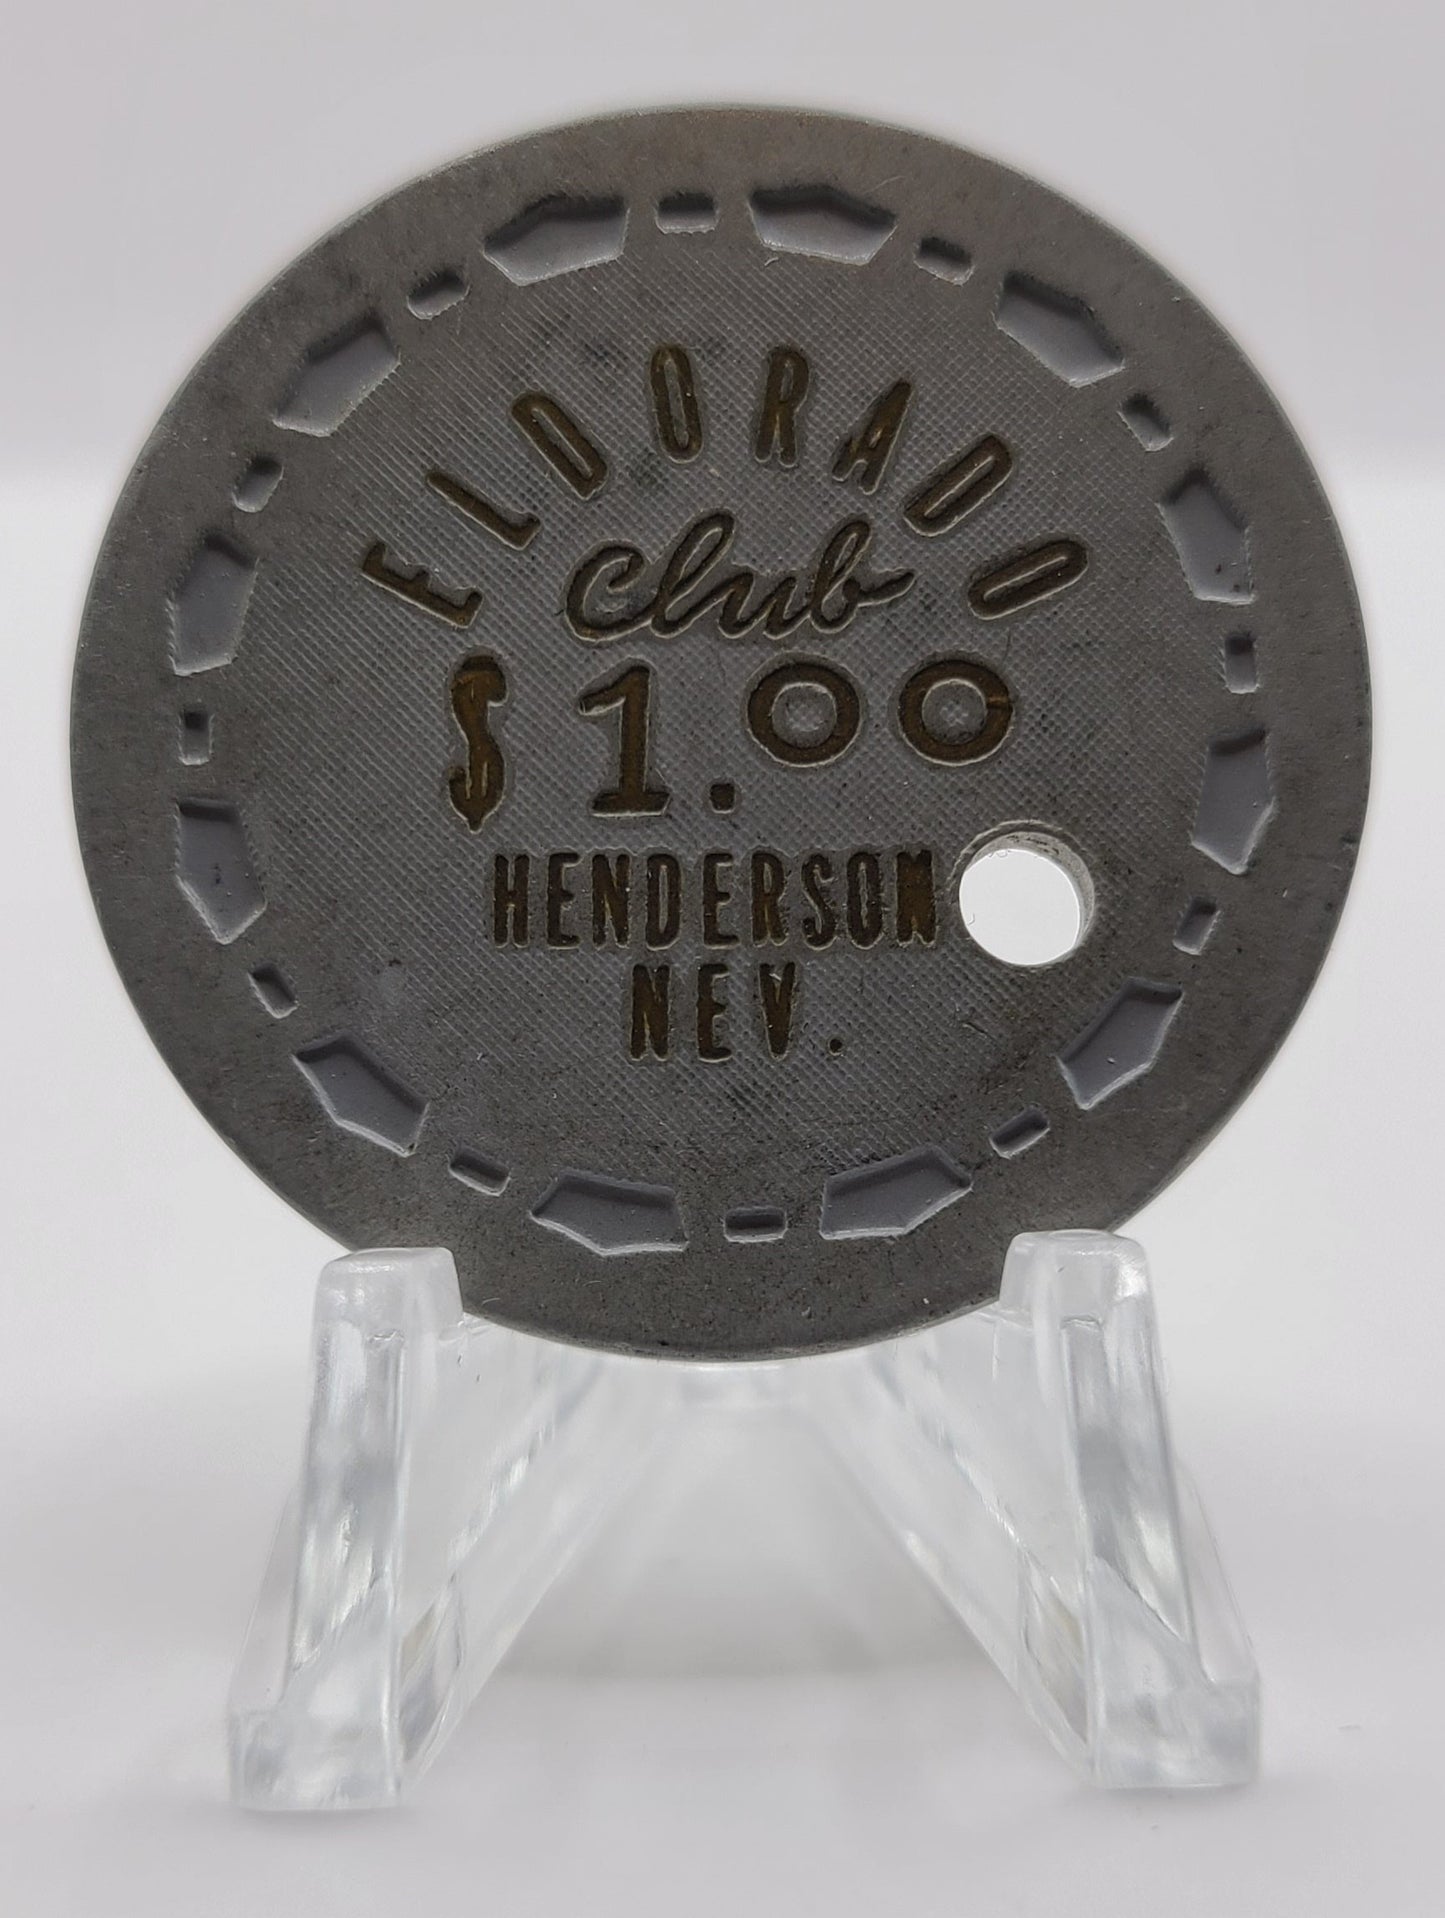 ELDORADO
Club
$1.00
HENDERSON
NEV.